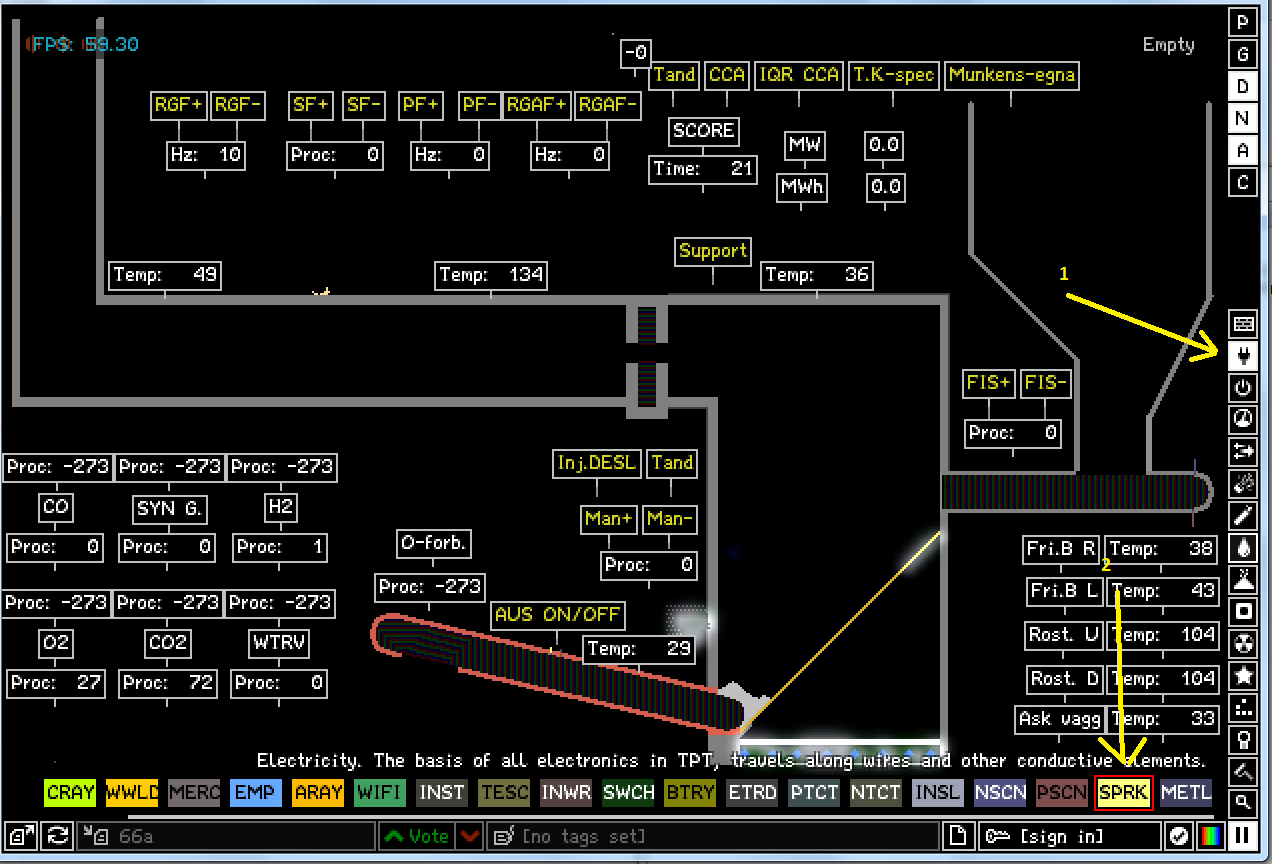 P
FPS: 59.30
Empty
-0
G
Tand CCA IQR CCA T.K-spec Munkens-egna
D
RGF+ RGF- SF+ SF- PF+ PF- RGAF+ RGAF-
N
SCORE
MW 0.0
A
Hz: 10 Proc: 0 Hz: 0 Hz: 0
Time: 21
MWh 0.0
C
Support
Temp: 49 Temp: 134 Temp: 36
1
FIS+ FIS-
Proc: 0
Proc: -273 Proc: -273 Proc: -273
Inj.DESL Tand
CO SYN G. H2
Man+ Man-
Proc: 0 Proc: 0 Proc: 1
O-forb.
Fri.B R Temp: 38
Proc: 0
2
Proc: -273
Fri.B L Temp: 43
Proc: -273 Proc: -273 Proc: -273
AUS ON/OFF
O2 CO2 WTRV
Temp: 29
Rost. U Temp: 104
Proc: 27 Proc: 72 Proc: 0
Rost. D Temp: 104
Ask vagg Temp: 33
Electricity. The basis of all electronics in TPT, travels along wires and other conductive elements.
CRAY WWLD MERC EMP ARAY WIFI INST TESC INWR SWCH BTRY ETRD PTCT NTCT INSL NSCN PSCN SPRK METL
66a Vote [no tags set] [sign in]